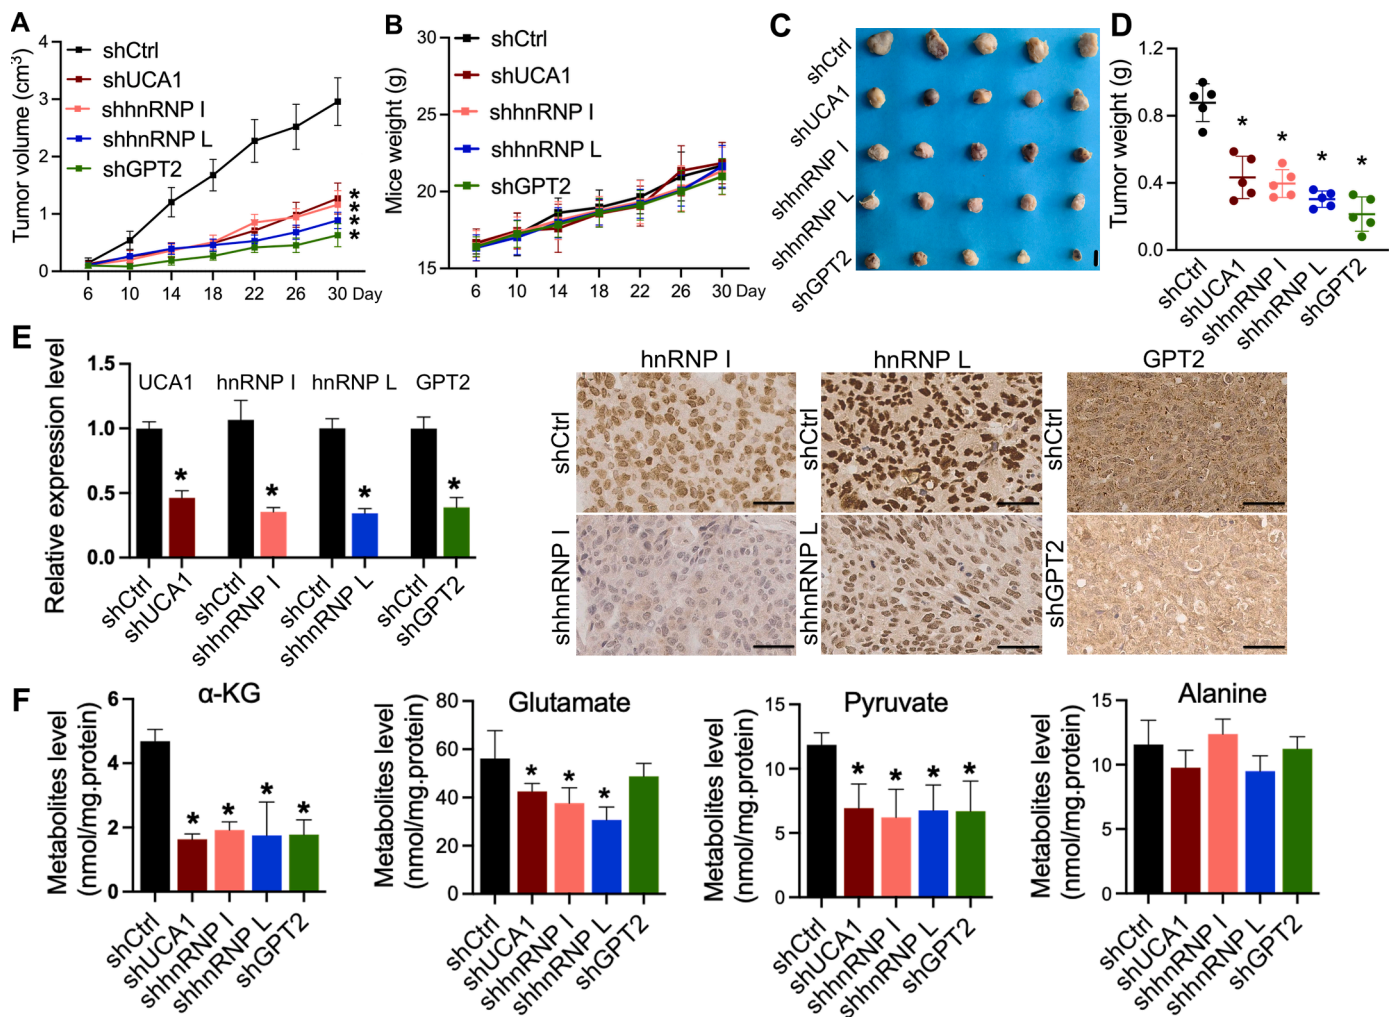 A
Tumor volume (cm³)
4
3
2
1
0
shCtrl
shUCA1
shhnRNP I
shhnRNP L
shGPT2
*
*
*
*
6 10 14 18 22 26 30 Day
B
Mice weight (g)
30
25
20
15
shCtrl
shUCA1
shhnRNP I
shhnRNP L
shGPT2
6 10 14 18 22 26 30 Day
C
shCtrl
shUCA1
shhnRNP I
shhnRNP L
shGPT2
D
Tumor weight (g)
1.2
0.8
0.4
0.0
* * * *
shCtrl
shUCA1
shhnRNP I
shhnRNP L
shGPT2
E
Relative expression level
1.5
1.0
0.5
0.0
UCA1 hnRNP I hnRNP L GPT2
* * * *
shCtrl
shUCA1
shCtrl
shhnRNP I
shCtrl
shhnRNP L
shCtrl
shGPT2
hnRNP I
shCtrl
shhnRNP I
hnRNP L
shCtrl
shhnRNP L
GPT2
shCtrl
shGPT2
F
α-KG
Metabolites level
(nmol/mg.protein)
6
4
2
0
* * * *
shCtrl
shUCA1
shhnRNP I
shhnRNP L
shGPT2
Glutamate
Metabolites level
(nmol/mg.protein)
80
60
40
20
0
* * *
shCtrl
shUCA1
shhnRNP I
shhnRNP L
shGPT2
Pyruvate
Metabolites level
(nmol/mg.protein)
15
10
5
0
* * * *
shCtrl
shUCA1
shhnRNP I
shhnRNP L
shGPT2
Alanine
Metabolites level
(nmol/mg.protein)
15
10
5
0
shCtrl
shUCA1
shhnRNP I
shhnRNP L
shGPT2